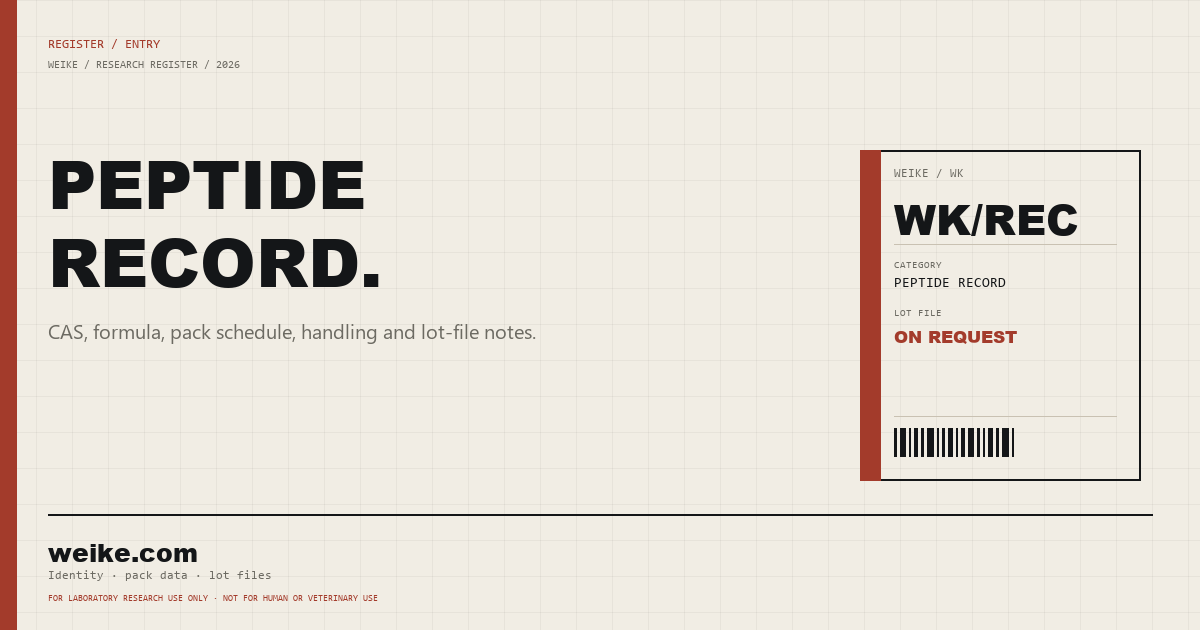 REGISTER / ENTRY
WEIKE / RESEARCH REGISTER / 2026
PEPTIDE
RECORD.
CAS, formula, pack schedule, handling and lot-file notes.
WEIKE / WK
WK/REC
CATEGORY
PEPTIDE RECORD
LOT FILE
ON REQUEST
weike.com
Identity · pack data · lot files
FOR LABORATORY RESEARCH USE ONLY · NOT FOR HUMAN OR VETERINARY USE